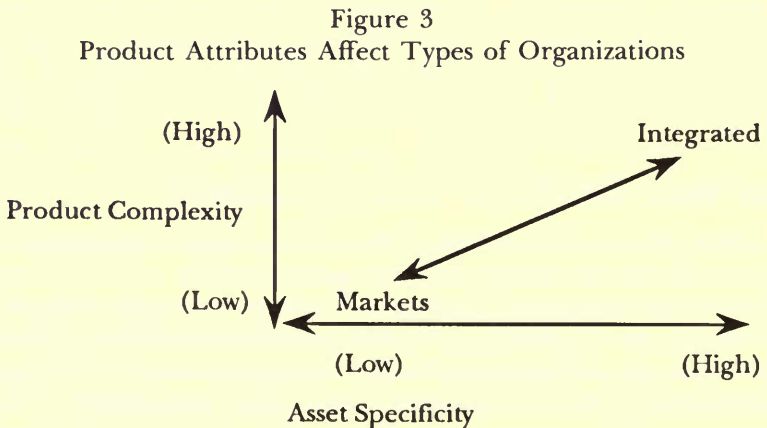 Figure 3
Product Attributes Affect Types of Organizations
(High)
Integrated
Product Complexity
(Low)
Markets
(Low)
(High)
Asset Specificity